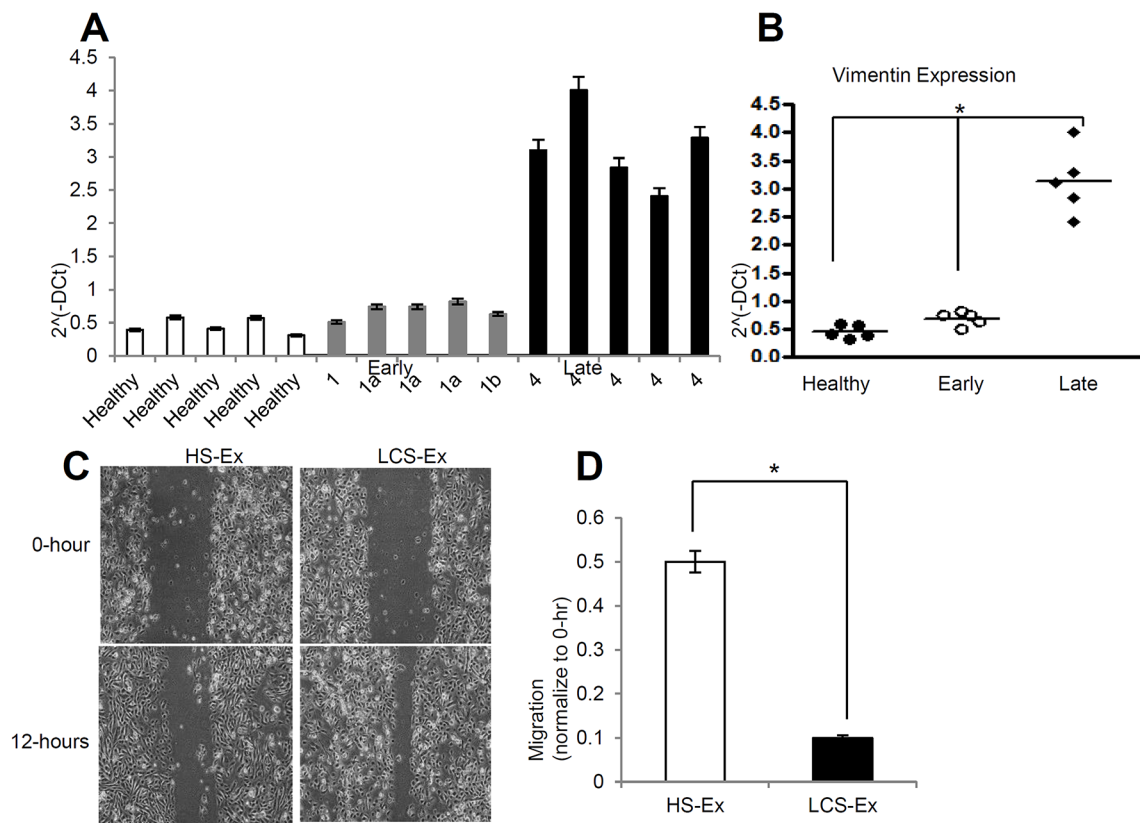 A
4.5
4
3.5
3
2.5
2
1.5
1
0.5
0
2^(-DCt)
Healthy
Healthy
Healthy
Healthy
Healthy
1
1a
1a
1a
1b
4
4
4
4
4
Early
Late
B
Vimentin Expression
*
4.5
4.0
3.5
3.0
2.5
2.0
1.5
1.0
0.5
0.0
2^(-DCt)
Healthy
Early
Late
C
HS-Ex
LCS-Ex
0-hour
12-hours
D
*
0.6
0.5
0.4
0.3
0.2
0.1
0
Migration
(normalize to 0-hr)
HS-Ex
LCS-Ex